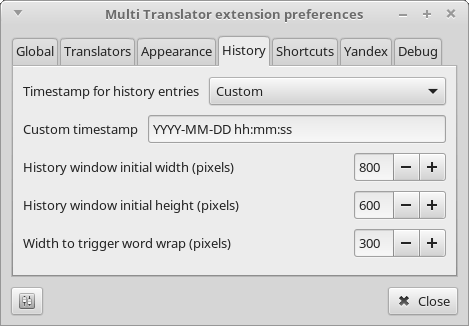 Multi Translator extension preferences
Global Translators Appearance History Shortcuts Yandex Debug
Timestamp for history entries Custom
Custom timestamp YYYY-MM-DD hh:mm:ss
History window initial width (pixels) 800
History window initial height (pixels) 600
Width to trigger word wrap (pixels) 300
Close